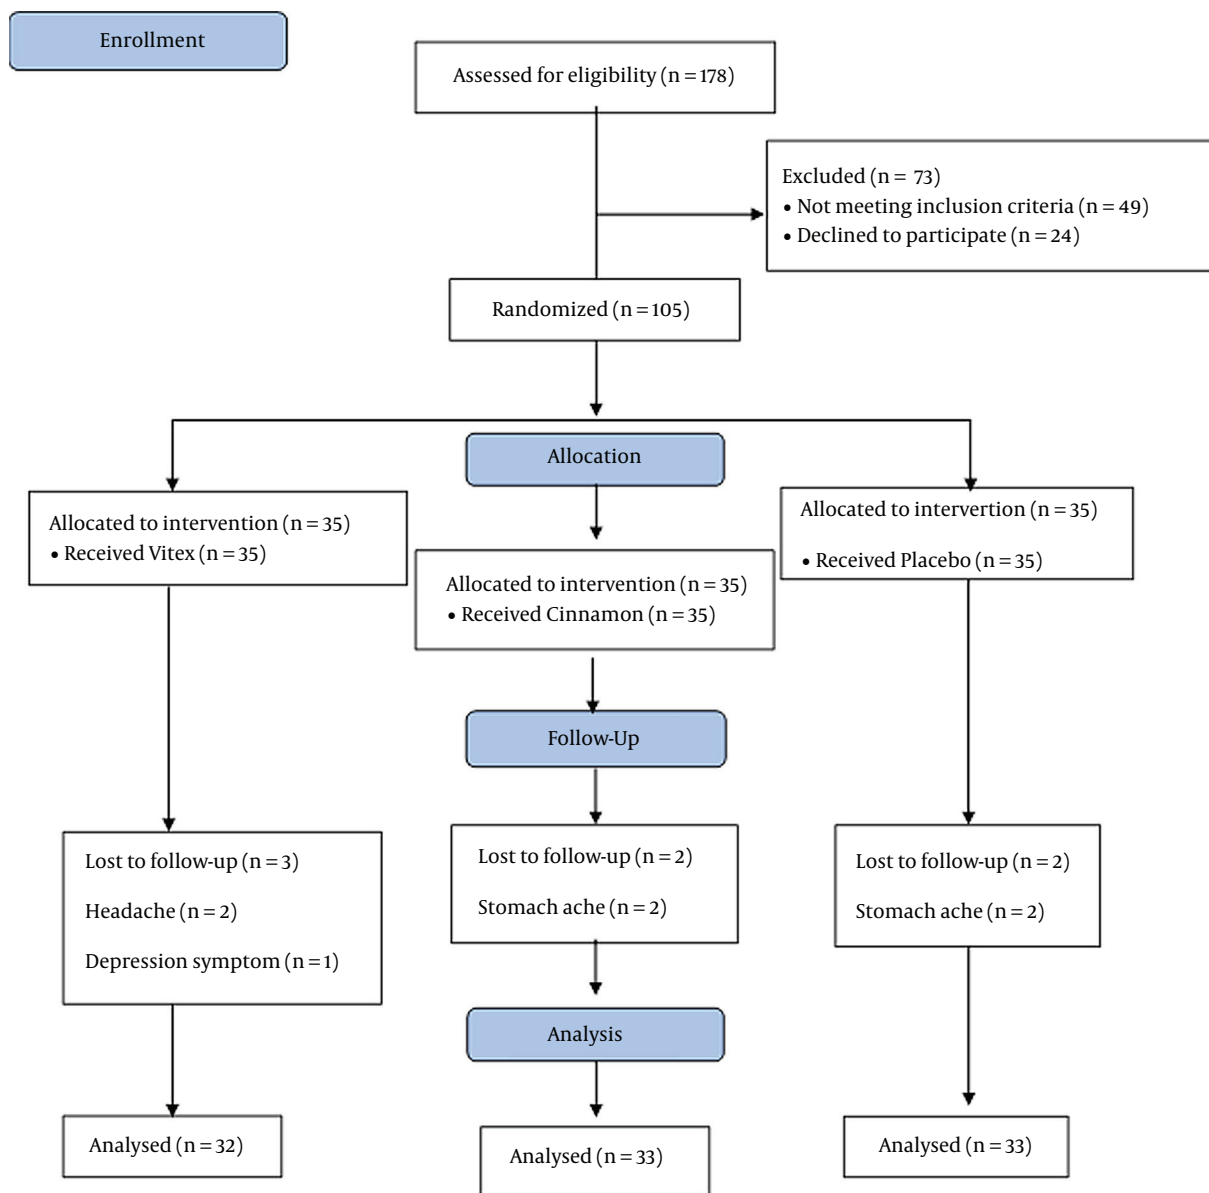 Enrollment
Assessed for eligibility (n = 178)
Excluded (n = 73)
• Not meeting inclusion criteria (n = 49)
• Declined to participate (n = 24)
Randomized (n = 105)
Allocation
Allocated to intervention (n = 35)
• Received Vitex (n = 35)
Allocated to intervention (n = 35)
• Received Cinnamon (n = 35)
Allocated to intervertion (n = 35)
• Received Placebo (n = 35)
Follow-Up
Lost to follow-up (n = 3)
Headache (n = 2)
Depression symptom (n = 1)
Lost to follow-up (n = 2)
Stomach ache (n = 2)
Lost to follow-up (n = 2)
Stomach ache (n = 2)
Analysis
Analysed (n = 32)
Analysed (n = 33)
Analysed (n = 33)